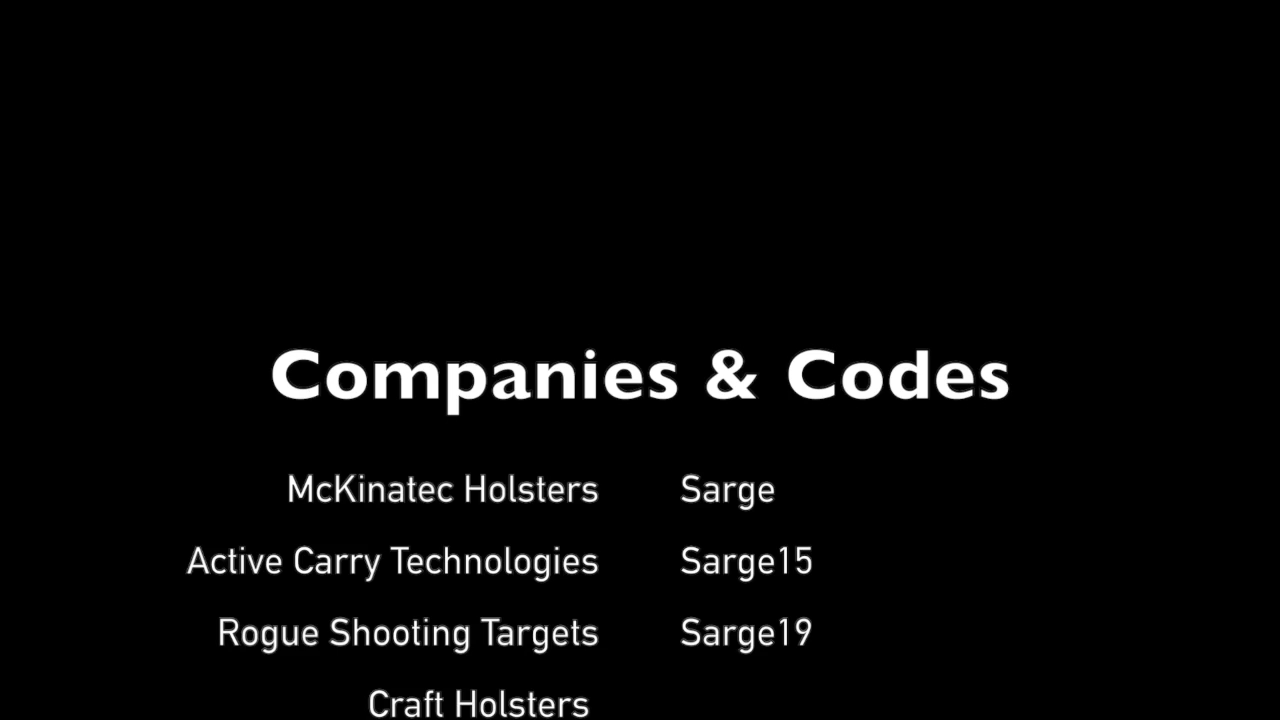 Companies & Codes
McKinatec Holsters Sarge
Active Carry Technologies Sarge15
Rogue Shooting Targets Sarge19
Craft Holsters